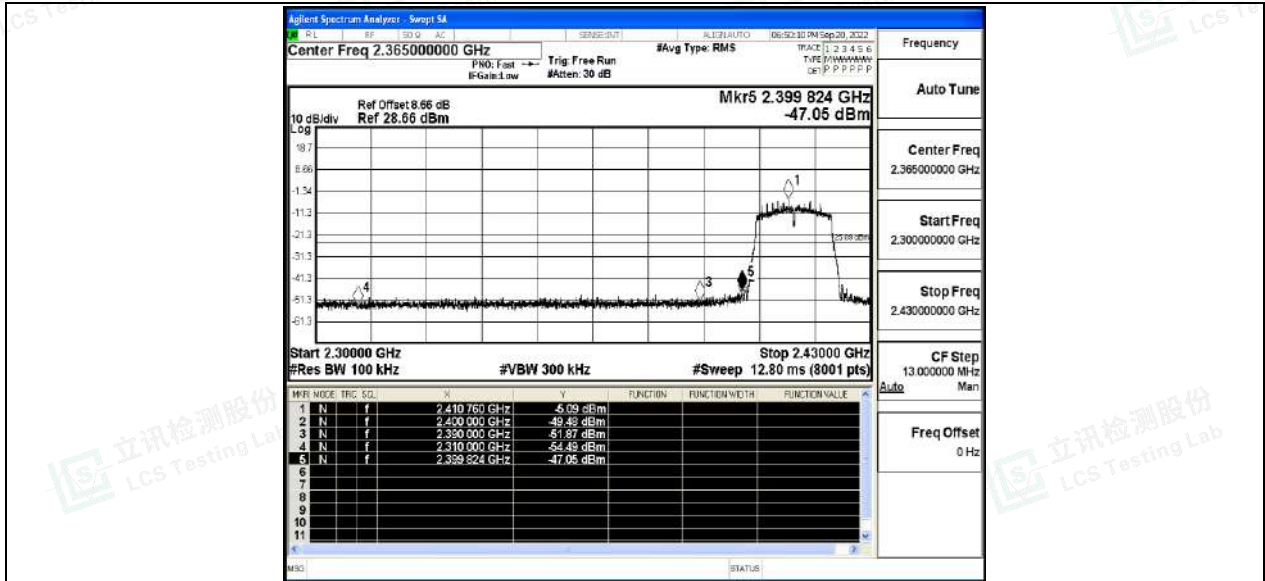 Agilent Spectrum Analyzer - Swept SA
RL RF 50 Ω AC SENSE:INT ALIGNAUTO 06:50:10 PM Sep 20, 2022
Center Freq 2.365000000 GHz
PNO: Fast
IFGain:Low
Trig: Free Run
#Atten: 30 dB
#Avg Type: RMS
TRACE 1 2 3 4 5 6
TYPE MWWWWW
DET P P P P P P
Ref Offset 8.66 dB
10 dB/div Ref 28.66 dBm
Log
Mkr5 2.399 824 GHz
-47.05 dBm
18.7
8.66
-1.34
-11.3
-21.3
-31.3
-41.3
-51.3
-61.3
1
3
4
5
Start 2.30000 GHz Stop 2.43000 GHz
#Res BW 100 kHz #VBW 300 kHz #Sweep 12.80 ms (8001 pts)
MKR MODE TRC SCL X Y FUNCTION FUNCTION WIDTH FUNCTION VALUE
1 N f 2.410 760 GHz -5.09 dBm
2 N f 2.400 000 GHz -49.48 dBm
3 N f 2.390 000 GHz -51.87 dBm
4 N f 2.310 000 GHz -54.49 dBm
5 N f 2.399 824 GHz -47.05 dBm
6
7
8
9
10
11
MSG STATUS
Frequency
Auto Tune
Center Freq
2.365000000 GHz
Start Freq
2.300000000 GHz
Stop Freq
2.430000000 GHz
CF Step
13.000000 MHz
Auto Man
Freq Offset
0 Hz
立讯检测股份
LCS Testing Lab
立讯检测股份
LCS Testing Lab